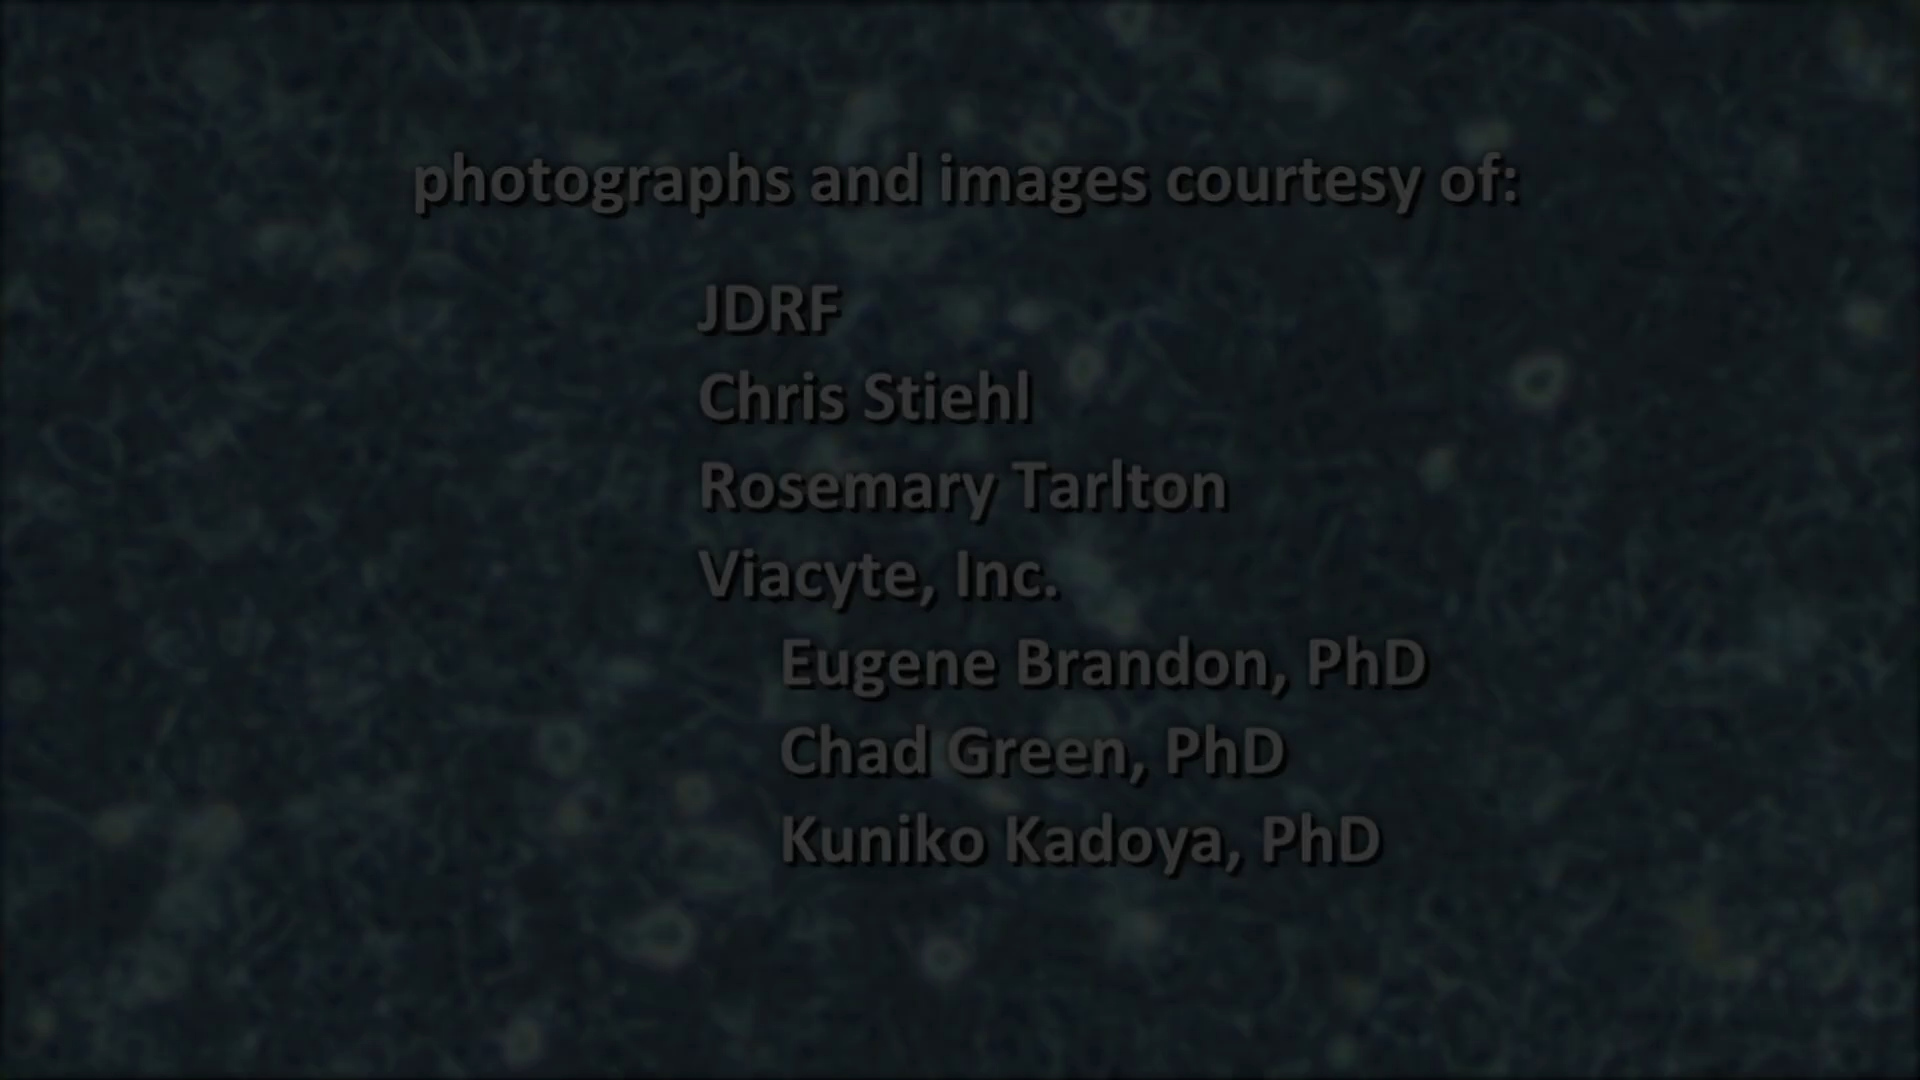 photographs and images courtesy of:
JDRF
Chris Stiehl
Rosemary Tarlton
Viacyte, Inc.
Eugene Brandon, PhD
Chad Green, PhD
Kuniko Kadoya, PhD